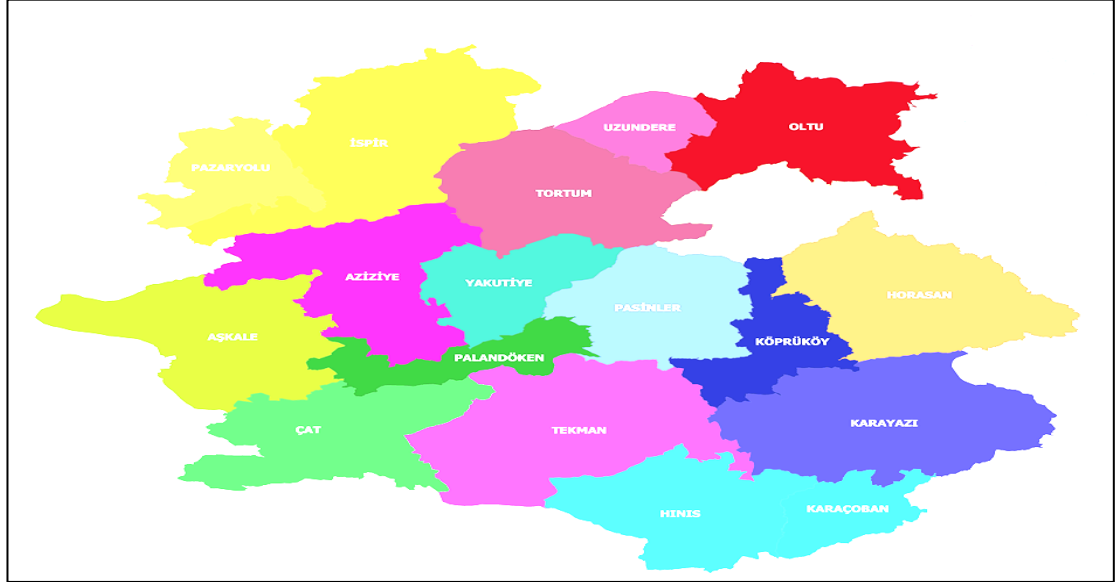 UZUNDERE
OLTU
İSPİR
PAZARYOLU
TORTUM
AZİZİYE
YAKUTİYE
HORASAN
PASİNLER
AŞKALE
KÖPRÜKÖY
PALANDÖKEN
KARAYAZI
ÇAT
TEKMAN
KARAÇOBAN
HINIS